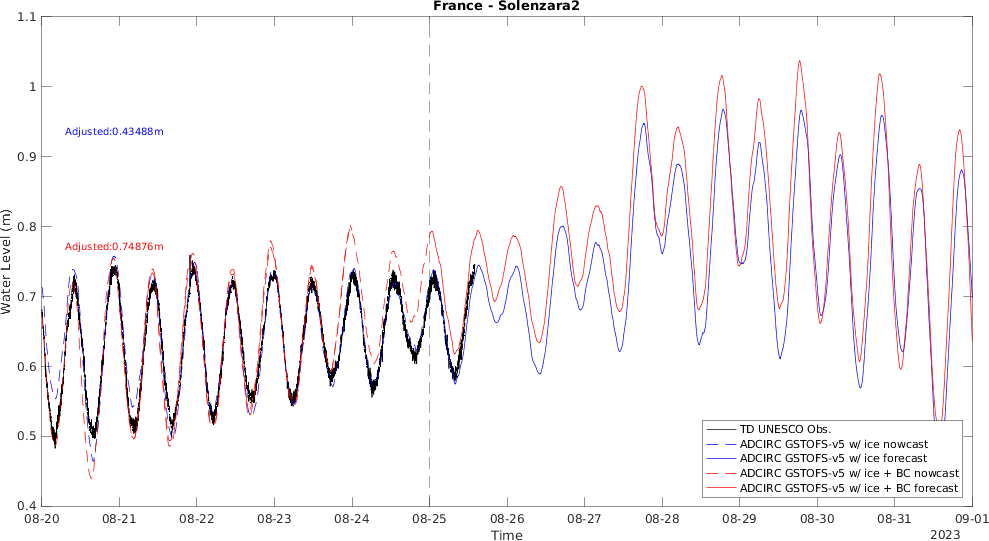 France - Solenzara2
1.1
1
0.9
0.8
0.7
0.6
0.5
0.4
Water Level (m)
Adjusted:0.43488m
Adjusted:0.74876m
TD UNESCO Obs.
ADCIRC GSTOFS-v5 w/ ice nowcast
ADCIRC GSTOFS-v5 w/ ice forecast
ADCIRC GSTOFS-v5 w/ ice + BC nowcast
ADCIRC GSTOFS-v5 w/ ice + BC forecast
08-20 08-21 08-22 08-23 08-24 08-25 08-26 08-27 08-28 08-29 08-30 08-31 09-01
Time
2023